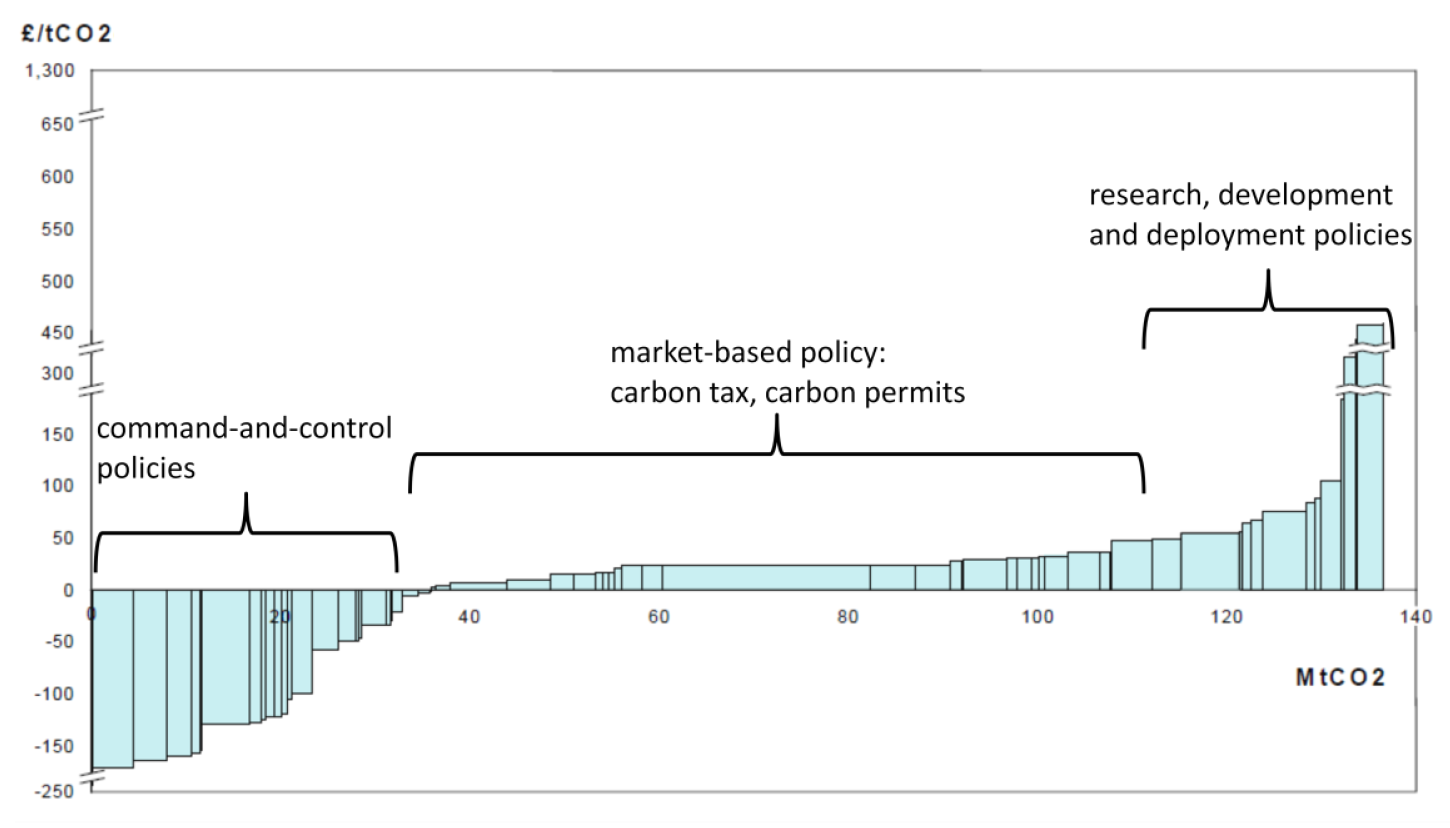 £/tCO2
1,300
650
600
550
500
450
300
150
100
50
0
-50
-100
-150
-250
command-and-control
policies
market-based policy:
carbon tax, carbon permits
research, development
and deployment policies
0 20 40 60 80 100 120 140
MtCO2